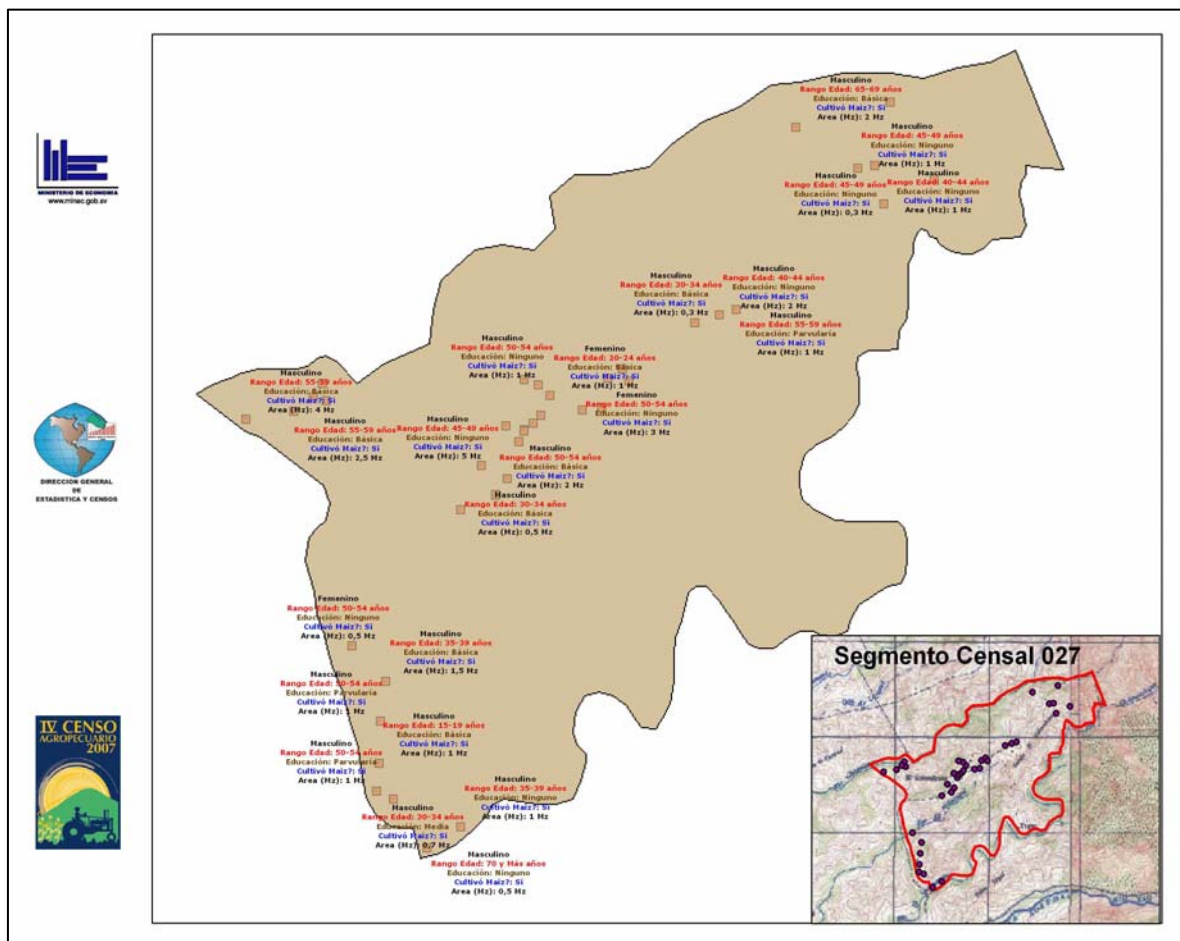 MINISTERIO DE ECONOMIA
www.minec.gob.sv
DIRECCION GENERAL
DE
ESTADISTICA Y CENSOS
IV CENSO
AGROPECUARIO
2007
Masculino
Rango Edad: 65-69 años
Educación: Básica
Cultivó Maiz?: Si
Area (Mz): 2 Mz
Masculino
Rango Edad: 45-49 años
Educación: Ninguno
Cultivó Maiz?: Si
Area (Mz): 1 Mz
Masculino
Rango Edad: 45-49 años
Educación: Ninguno
Cultivó Maiz?: Si
Area (Mz): 0,3 Mz
Masculino
Rango Edad: 40-44 años
Educación: Ninguno
Cultivó Maiz?: Si
Area (Mz): 1 Mz
Masculino
Rango Edad: 30-34 años
Educación: Básica
Cultivó Maiz?: Si
Area (Mz): 0,3 Mz
Masculino
Rango Edad: 40-44 años
Educación: Ninguno
Cultivó Maiz?: Si
Area (Mz): 2 Mz
Masculino
Rango Edad: 55-59 años
Educación: Parvularia
Cultivó Maiz?: Si
Area (Mz): 1 Mz
Masculino
Rango Edad: 50-54 años
Educación: Ninguno
Cultivó Maiz?: Si
Area (Mz): 1 Mz
Femenino
Rango Edad: 20-24 años
Educación: Básica
Cultivó Maiz?: Si
Area (Mz): 1 Mz
Femenino
Rango Edad: 50-54 años
Educación: Ninguno
Cultivó Maiz?: Si
Area (Mz): 3 Mz
Masculino
Rango Edad: 55-59 años
Educación: Básica
Cultivó Maiz?: Si
Area (Mz): 4 Mz
Masculino
Rango Edad: 55-59 años
Educación: Básica
Cultivó Maiz?: Si
Area (Mz): 2,5 Mz
Masculino
Rango Edad: 45-49 años
Educación: Ninguno
Cultivó Maiz?: Si
Area (Mz): 5 Mz
Masculino
Rango Edad: 50-54 años
Educación: Básica
Cultivó Maiz?: Si
Area (Mz): 2 Mz
Masculino
Rango Edad: 30-34 años
Educación: Básica
Cultivó Maiz?: Si
Area (Mz): 0,5 Mz
Femenino
Rango Edad: 50-54 años
Educación: Ninguno
Cultivó Maiz?: Si
Area (Mz): 0,5 Mz
Masculino
Rango Edad: 35-39 años
Educación: Básica
Cultivó Maiz?: Si
Area (Mz): 1,5 Mz
Masculino
Rango Edad: 50-54 años
Educación: Parvularia
Cultivó Maiz?: Si
Area (Mz): 1 Mz
Masculino
Rango Edad: 15-19 años
Educación: Básica
Cultivó Maiz?: Si
Area (Mz): 1 Mz
Masculino
Rango Edad: 50-54 años
Educación: Parvularia
Cultivó Maiz?: Si
Area (Mz): 1 Mz
Masculino
Rango Edad: 35-39 años
Educación: Ninguno
Cultivó Maiz?: Si
Area (Mz): 1 Mz
Masculino
Rango Edad: 30-34 años
Educación: Media
Cultivó Maiz?: Si
Area (Mz): 0,7 Mz
Masculino
Rango Edad: 70 y Más años
Educación: Ninguno
Cultivó Maiz?: Si
Area (Mz): 0,5 Mz
Segmento Censal 027